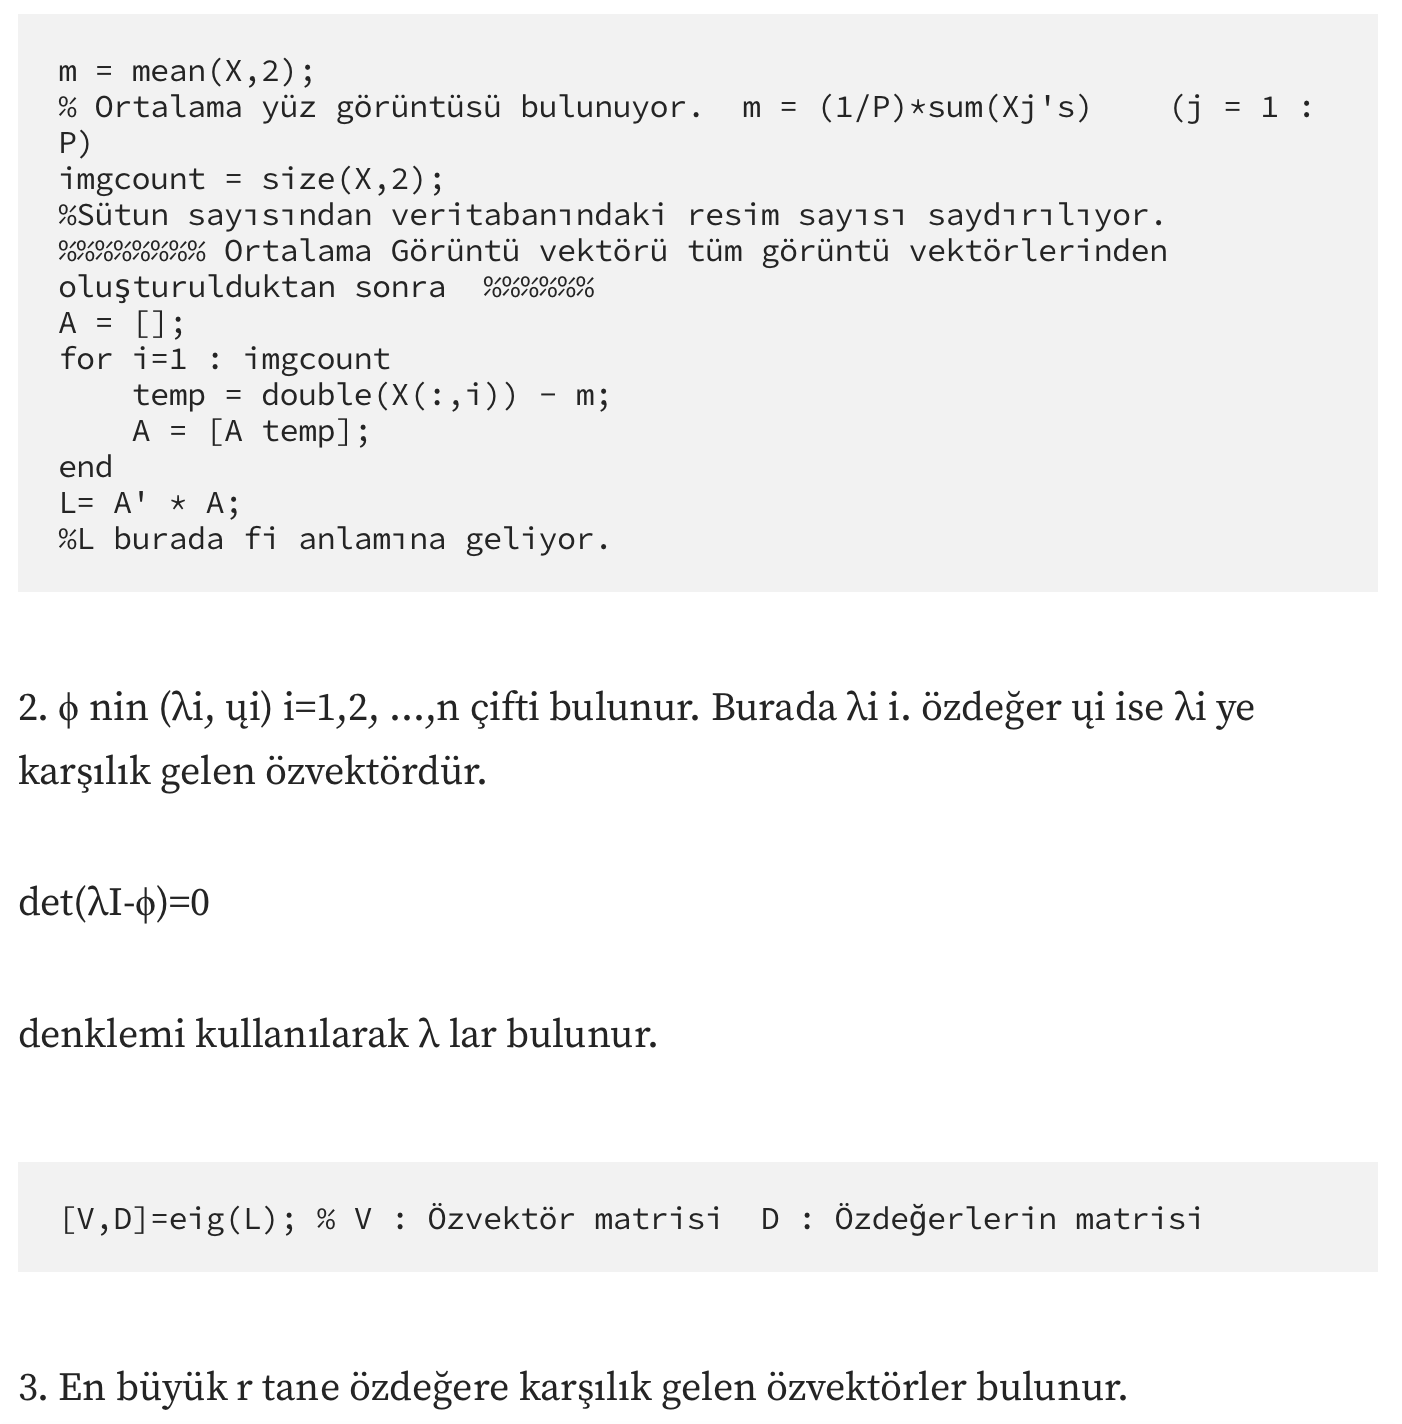 m = mean(X,2);
% Ortalama yüz görüntüsü bulunuyor.  m = (1/P)*sum(Xj's)    (j = 1 :
P)
imgcount = size(X,2);
%Sütun sayısından veritabanındaki resim sayısı saydırılıyor.
%%%%%%%% Ortalama Görüntü vektörü tüm görüntü vektörlerinden
oluşturulduktan sonra  %%%%%%
A = [];
for i=1 : imgcount
    temp = double(X(:,i)) - m;
    A = [A temp];
end
L= A' * A;
%L burada fi anlamına geliyor.
2. ϕ nin (λi, ųi) i=1,2, …,n çifti bulunur. Burada λi i. özdeğer ųi ise λi ye
karşılık gelen özvektördür.
det(λI-ϕ)=0
denklemi kullanılarak λ lar bulunur.
[V,D]=eig(L); % V : Özvektör matrisi  D : Özdeğerlerin matrisi
3. En büyük r tane özdeğere karşılık gelen özvektörler bulunur.